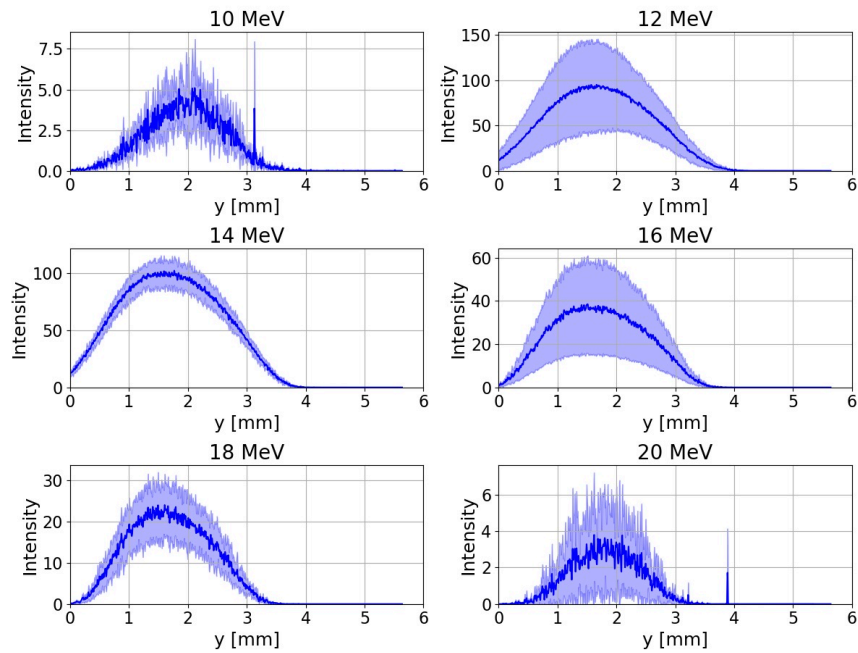 10 MeV
7.5
5.0
2.5
0.0
Intensity
0 1 2 3 4 5 6
y [mm]
12 MeV
150
100
50
0
Intensity
0 1 2 3 4 5 6
y [mm]
14 MeV
100
50
0
Intensity
0 1 2 3 4 5 6
y [mm]
16 MeV
60
40
20
0
Intensity
0 1 2 3 4 5 6
y [mm]
18 MeV
30
20
10
0
Intensity
0 1 2 3 4 5 6
y [mm]
20 MeV
6
4
2
0
Intensity
0 1 2 3 4 5 6
y [mm]